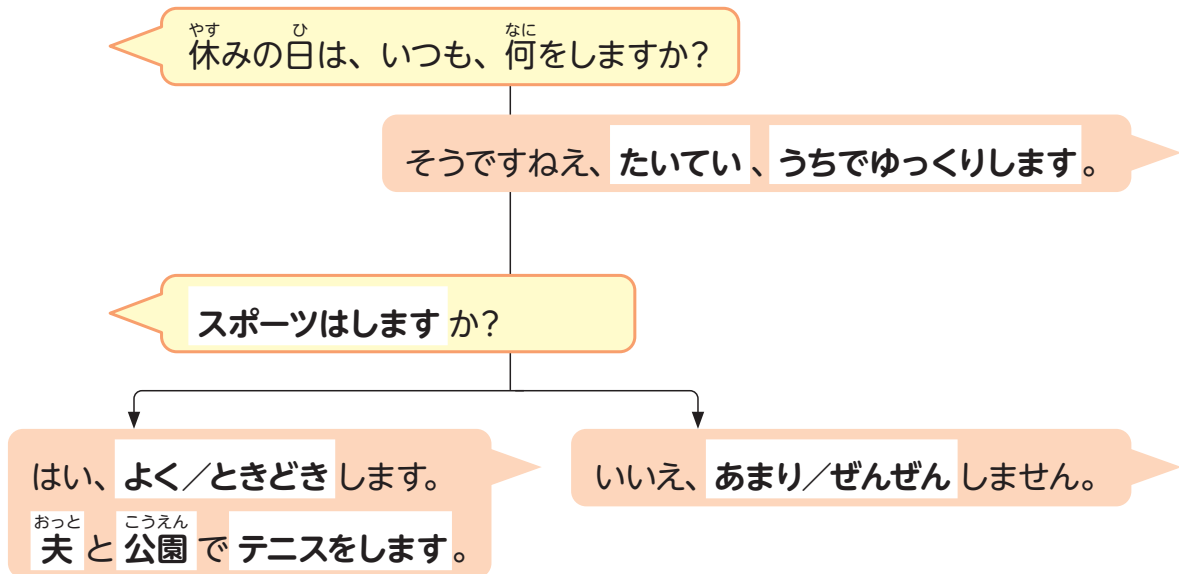 やす ひ なに
休みの日は、いつも、何をしますか？
そうですねえ、たいてい、うちでゆっくりします。
スポーツはしますか？
はい、よく／ときどきします。
おっと こうえん
夫と公園でテニスをします。
いいえ、あまり／ぜんぜんしません。